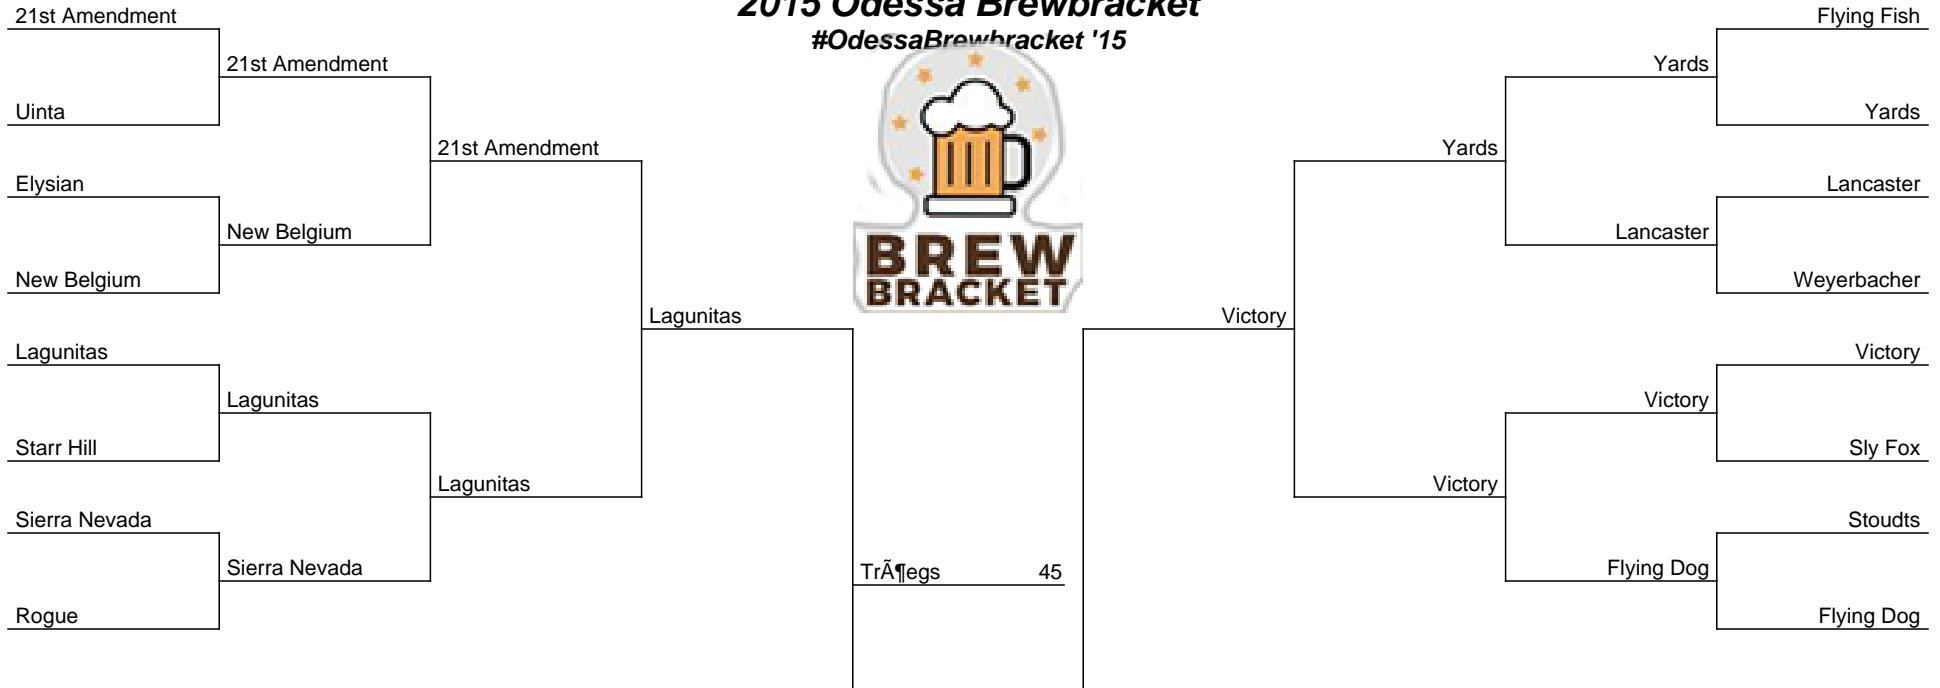 2015 Odessa Brewbracket
#OdessaBrewbracket '15
BREW
BRACKET
21st Amendment
Uinta
Elysian
New Belgium
Lagunitas
Starr Hill
Sierra Nevada
Rogue
21st Amendment
New Belgium
Lagunitas
Sierra Nevada
21st Amendment
Lagunitas
Lagunitas
TrÃ¶egs 45
Victory
Yards
Victory
Yards
Lancaster
Victory
Flying Dog
Flying Fish
Yards
Lancaster
Weyerbacher
Victory
Sly Fox
Stoudts
Flying Dog